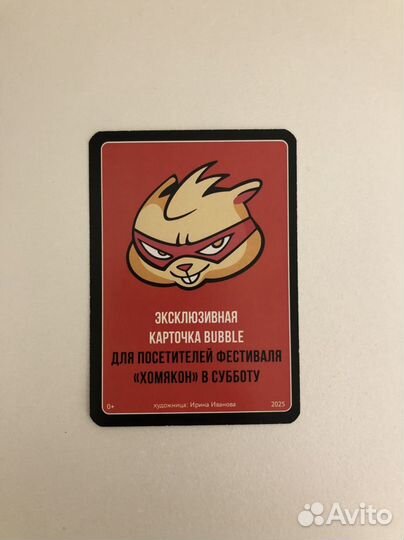 ЭКСКЛЮЗИВНАЯ
КАРТОЧКА BUBBLE
ДЛЯ ПОСЕТИТЕЛЕЙ ФЕСТИВАЛЯ
«ХОМЯКОН» В СУББОТУ
0+ художница: Ирина Иванова 2025
Avito